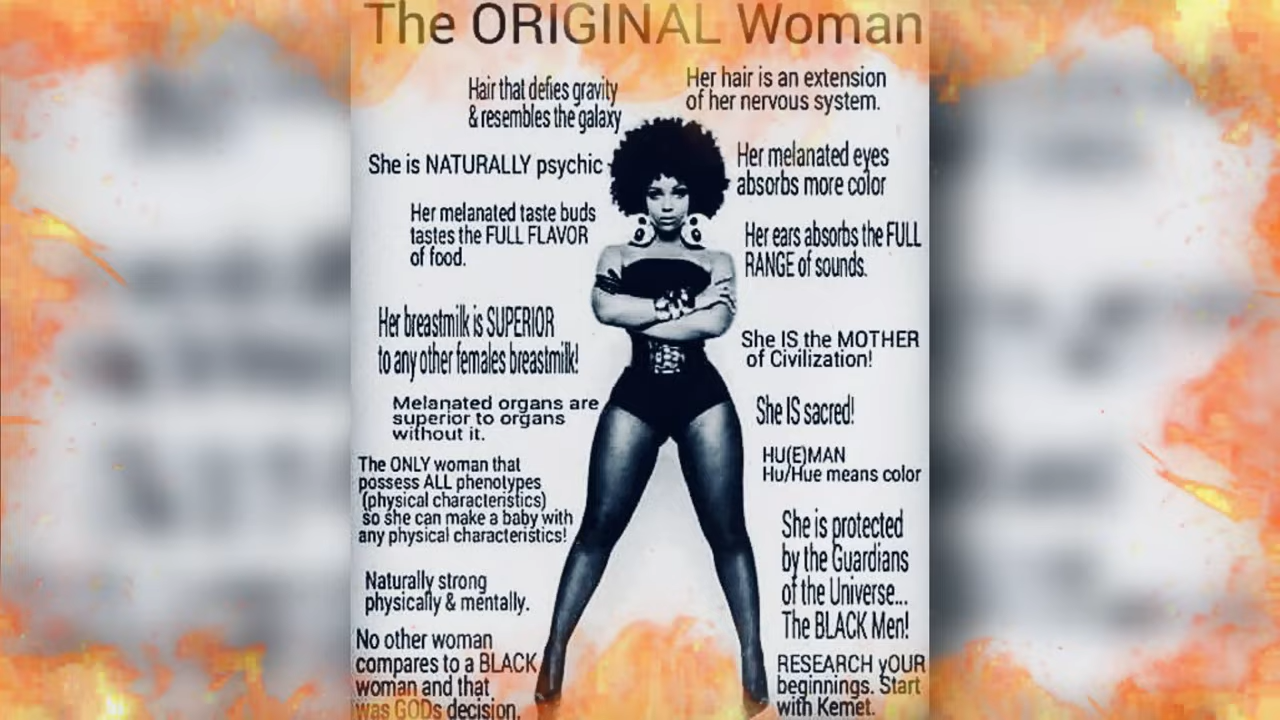 The ORIGINAL Woman
Hair that defies gravity
& resembles the galaxy
She is NATURALLY psychic
Her melanated taste buds
tastes the FULL FLAVOR
of food.
Her breastmilk is SUPERIOR
to any other females breastmilk!
Melanated organs are
superior to organs
without it.
The ONLY woman that
possess ALL phenotypes
(physical characteristics)
so she can make a baby with
any physical characteristics!
Naturally strong
physically & mentally.
No other woman
compares to a BLACK
woman and that
was GODs decision.
Her hair is an extension
of her nervous system.
Her melanated eyes
absorbs more color
Her ears absorbs the FULL
RANGE of sounds.
She IS the MOTHER
of Civilization!
She IS sacred!
HU(E)MAN
Hu/Hue means color
She is protected
by the Guardians
of the Universe...
The BLACK Men!
RESEARCH yOUR
beginnings. Start
with Kemet.